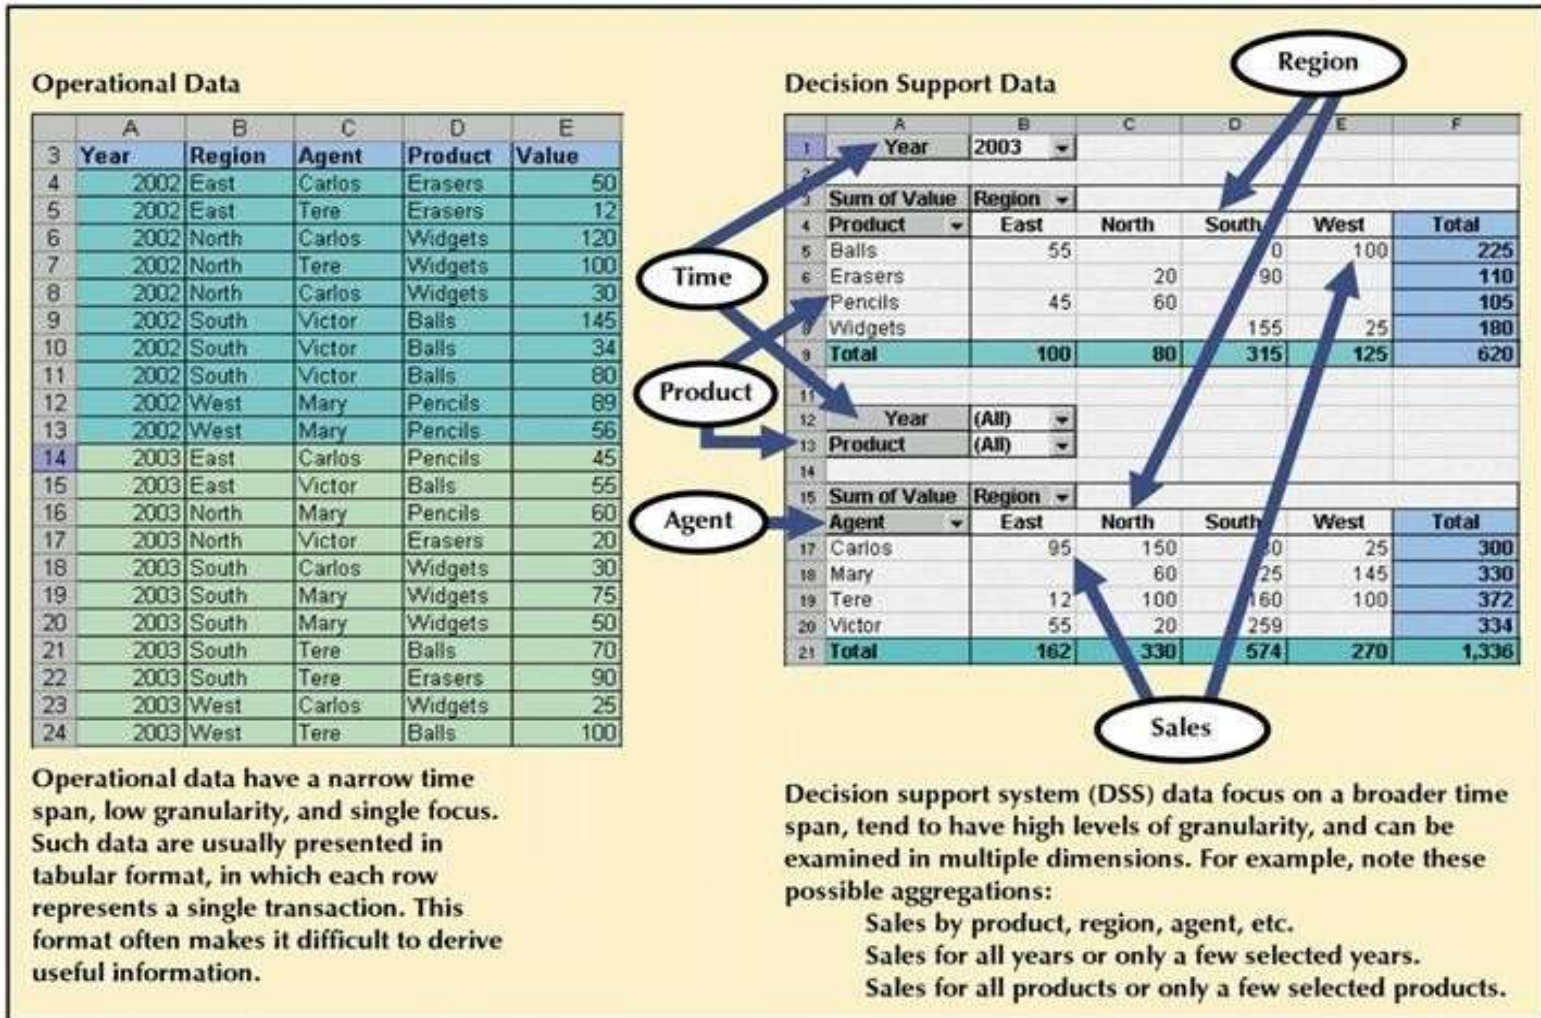 Operational Data
A B C D E
3 Year Region Agent Product Value
4 2002 East Carlos Erasers 50
5 2002 East Tere Erasers 12
6 2002 North Carlos Widgets 120
7 2002 North Tere Widgets 100
8 2002 North Carlos Widgets 30
9 2002 South Victor Balls 145
10 2002 South Victor Balls 34
11 2002 South Victor Balls 80
12 2002 West Mary Pencils 89
13 2002 West Mary Pencils 56
14 2003 East Carlos Pencils 45
15 2003 East Victor Balls 55
16 2003 North Mary Pencils 60
17 2003 North Victor Erasers 20
18 2003 South Carlos Widgets 30
19 2003 South Mary Widgets 75
20 2003 South Mary Widgets 50
21 2003 South Tere Balls 70
22 2003 South Tere Erasers 90
23 2003 West Carlos Widgets 25
24 2003 West Tere Balls 100
Operational data have a narrow time
span, low granularity, and single focus.
Such data are usually presented in
tabular format, in which each row
represents a single transaction. This
format often makes it difficult to derive
useful information.
Time
Product
Agent
Region
Sales
Decision Support Data
A B C D E F
1 Year 2003
2
3 Sum of Value Region
4 Product East North South West Total
5 Balls 55 0 100 225
6 Erasers 20 90 110
Pencils 45 60 105
8 Widgets 155 25 180
9 Total 100 80 315 125 620
11
12 Year (All)
13 Product (All)
14
15 Sum of Value Region
Agent East North South West Total
17 Carlos 95 150 0 25 300
18 Mary 60 25 145 330
19 Tere 12 100 160 100 372
20 Victor 55 20 259 334
21 Total 162 330 574 270 1,336
Decision support system (DSS) data focus on a broader time
span, tend to have high levels of granularity, and can be
examined in multiple dimensions. For example, note these
possible aggregations:
Sales by product, region, agent, etc.
Sales for all years or only a few selected years.
Sales for all products or only a few selected products.